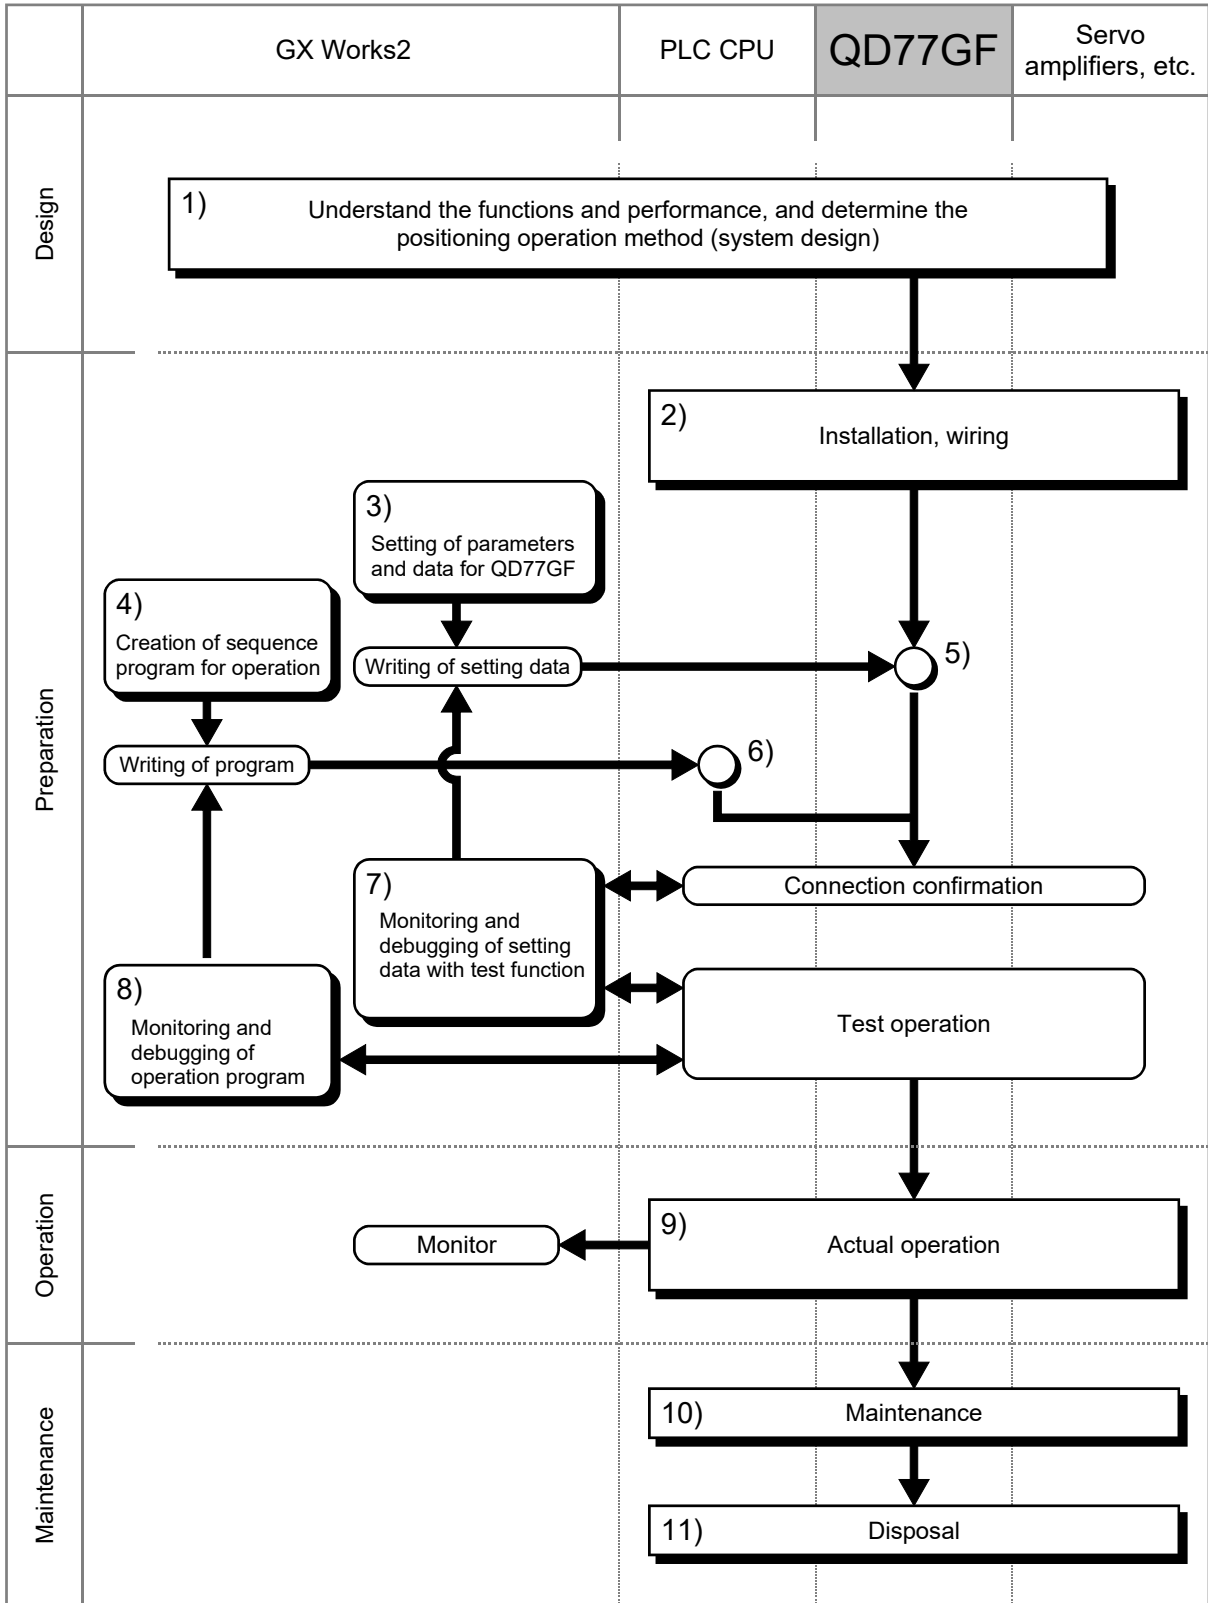 GX Works2
PLC CPU
QD77GF
Servo
amplifiers, etc.
Design
1)
Understand the functions and performance, and determine the
positioning operation method (system design)
Preparation
2)
Installation, wiring
3)
Setting of parameters
and data for QD77GF
4)
Creation of sequence
program for operation
Writing of setting data
5)
Writing of program
6)
7)
Monitoring and
debugging of setting
data with test function
Connection confirmation
8)
Monitoring and
debugging of
operation program
Test operation
Operation
9)
Actual operation
Monitor
Maintenance
10)
Maintenance
11)
Disposal